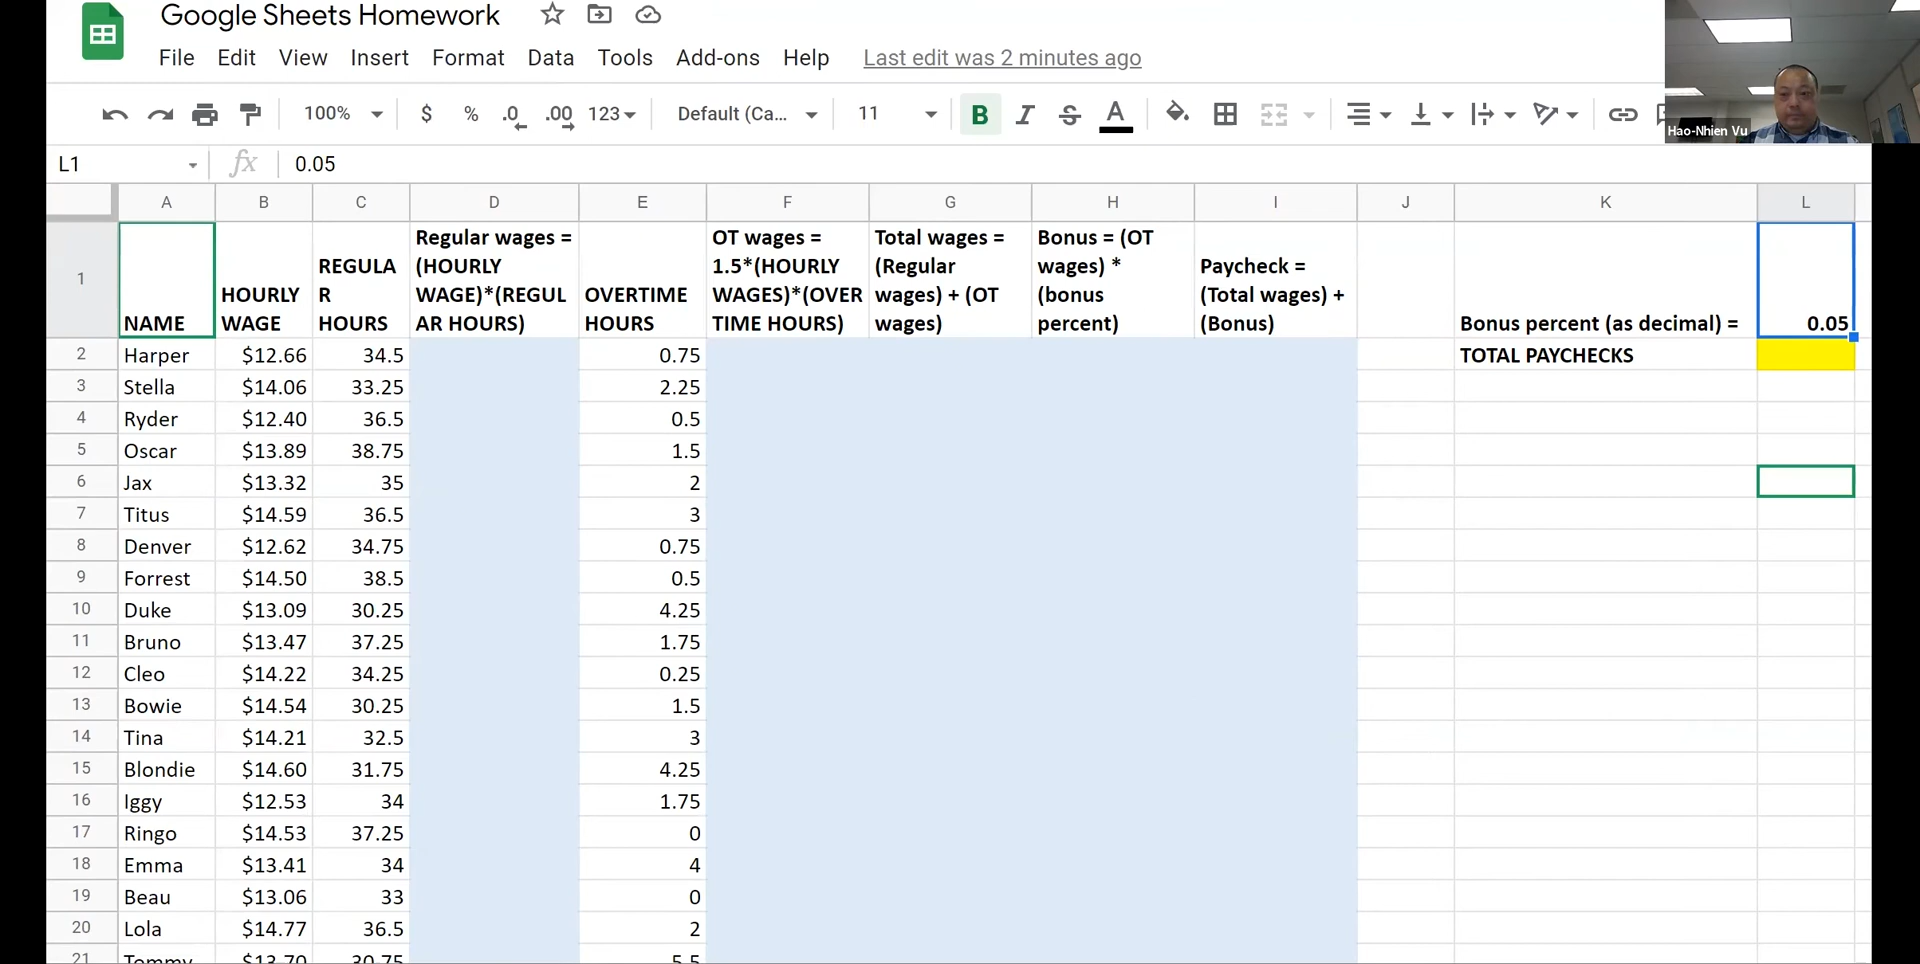 Google Sheets Homework
File Edit View Insert Format Data Tools Add-ons Help Last edit was 2 minutes ago
100% $ % .0 .00 123 Default (Ca... 11 B I S A
Hao-Nhien Vu
L1 fx 0.05
A B C D E F G H I J K L
1
NAME
HOURLY
WAGE
REGULA
R
HOURS
Regular wages =
(HOURLY
WAGE)*(REGUL
AR HOURS)
OVERTIME
HOURS
OT wages =
1.5*(HOURLY
WAGES)*(OVER
TIME HOURS)
Total wages =
(Regular
wages) + (OT
wages)
Bonus = (OT
wages) *
(bonus
percent)
Paycheck =
(Total wages) +
(Bonus)
Bonus percent (as decimal) = 0.05
2 Harper $12.66 34.5 0.75 TOTAL PAYCHECKS
3 Stella $14.06 33.25 2.25
4 Ryder $12.40 36.5 0.5
5 Oscar $13.89 38.75 1.5
6 Jax $13.32 35 2
7 Titus $14.59 36.5 3
8 Denver $12.62 34.75 0.75
9 Forrest $14.50 38.5 0.5
10 Duke $13.09 30.25 4.25
11 Bruno $13.47 37.25 1.75
12 Cleo $14.22 34.25 0.25
13 Bowie $14.54 30.25 1.5
14 Tina $14.21 32.5 3
15 Blondie $14.60 31.75 4.25
16 Iggy $12.53 34 1.75
17 Ringo $14.53 37.25 0
18 Emma $13.41 34 4
19 Beau $13.06 33 0
20 Lola $14.77 36.5 2
21 Tommy $13.70 30.75 5.5